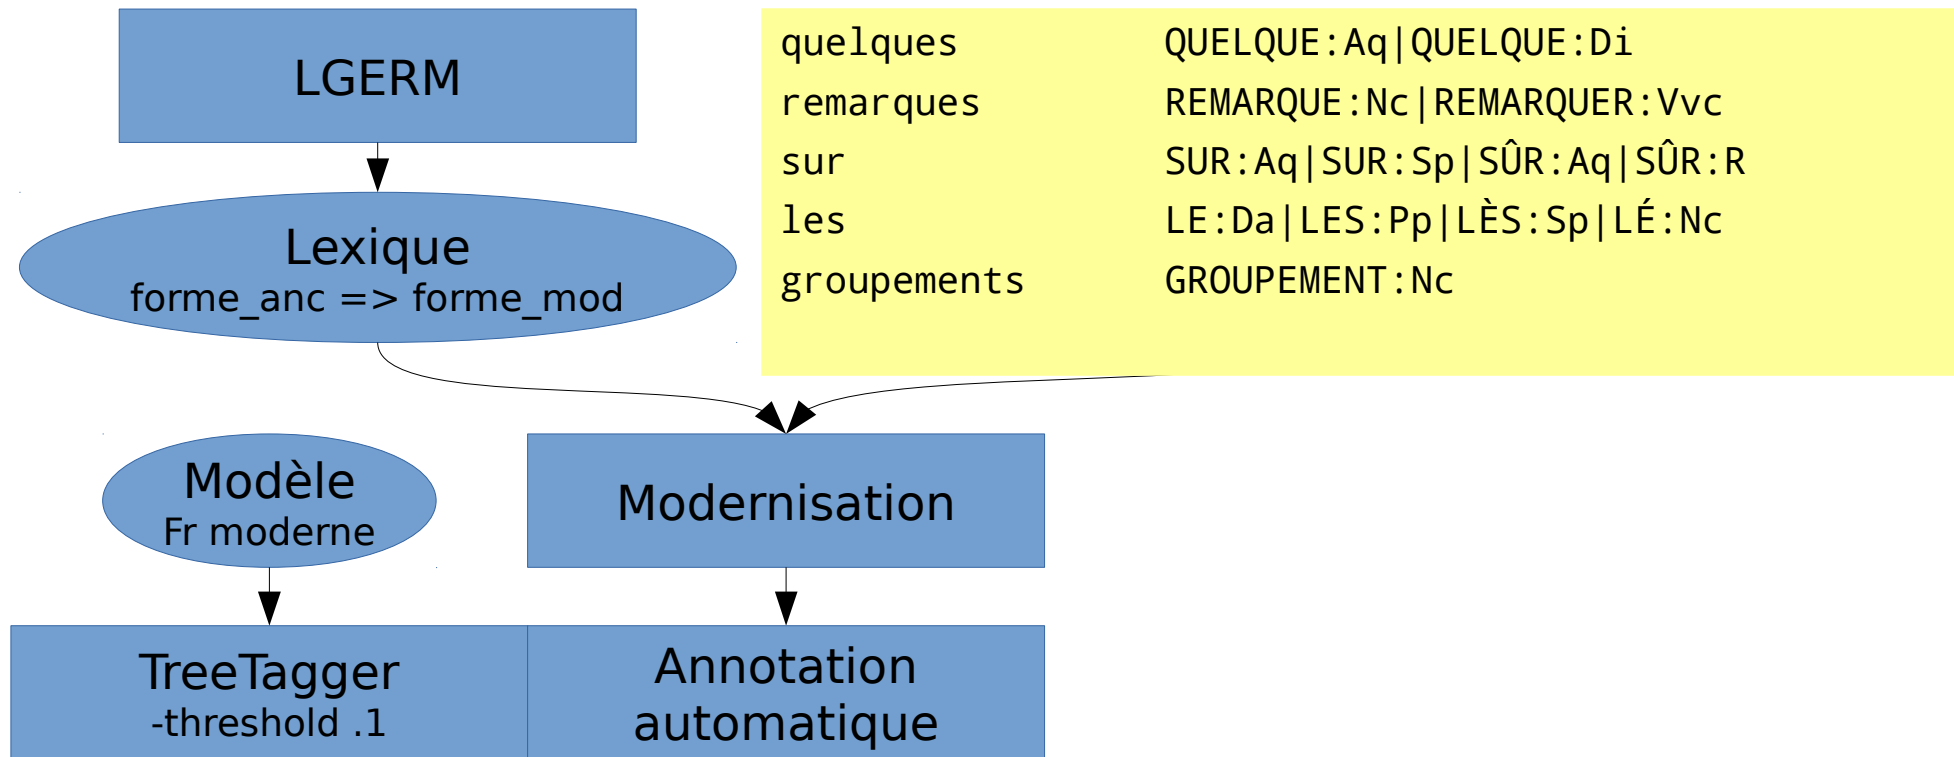 LGERM
Lexique
forme_anc => forme_mod
quelques QUELQUE:Aq|QUELQUE:Di
remarques REMARQUE:Nc|REMARQUER:Vvc
sur SUR:Aq|SUR:Sp|SÛR:Aq|SÛR:R
les LE:Da|LES:Pp|LÈS:Sp|LÉ:Nc
groupements GROUPEMENT:Nc
Modèle
Fr moderne
Modernisation
TreeTagger
-threshold .1
Annotation
automatique